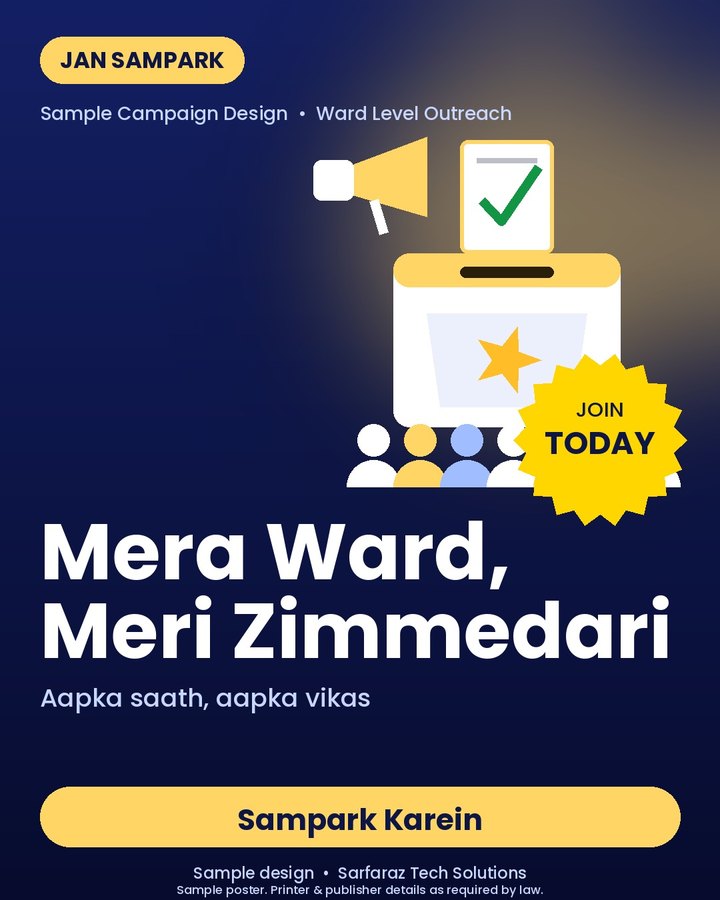 JAN SAMPARK
Sample Campaign Design • Ward Level Outreach
JOIN
TODAY
Mera Ward,
Meri Zimmedari
Aapka saath, aapka vikas
Sampark Karein
Sample design • Sarfaraz Tech Solutions
Sample poster. Printer & publisher details as required by law.